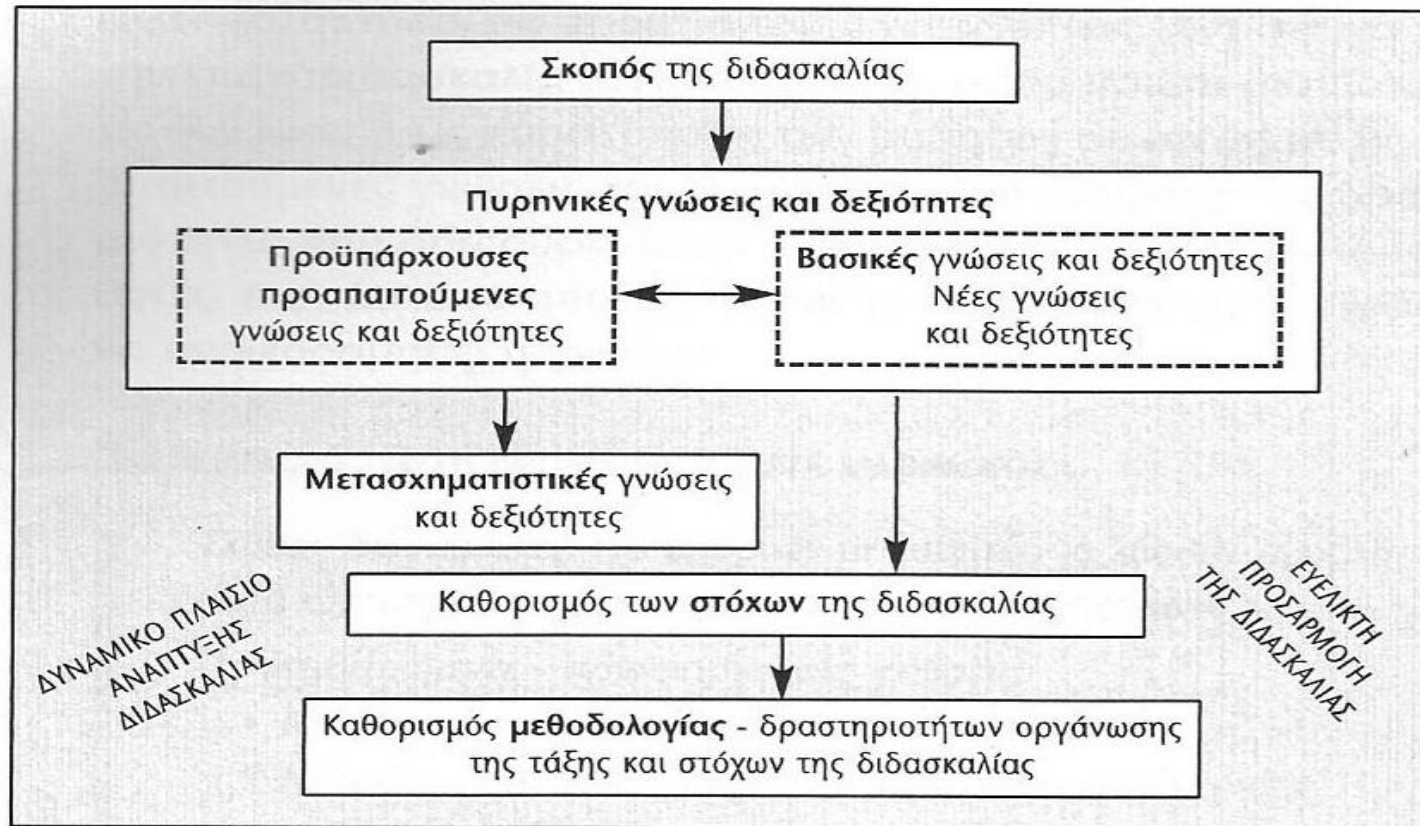 Σκοπός της διδασκαλίας
Πυρηνικές γνώσεις και δεξιότητες
Προϋπάρχουσες
προαπαιτούμενες
γνώσεις και δεξιότητες
Βασικές γνώσεις και δεξιότητες
Νέες γνώσεις
και δεξιότητες
Μετασχηματιστικές γνώσεις
και δεξιότητες
Καθορισμός των στόχων της διδασκαλίας
ΔΥΝΑΜΙΚΟ ΠΛΑΙΣΙΟ
ΑΝΑΠΤΥΞΗΣ
ΔΙΔΑΣΚΑΛΙΑΣ
ΕΥΕΛΙΚΤΗ
ΠΡΟΣΑΡΜΟΓΗ
ΤΗΣ ΔΙΔΑΣΚΑΛΙΑΣ
Καθορισμός μεθοδολογίας - δραστηριοτήτων οργάνωσης
της τάξης και στόχων της διδασκαλίας